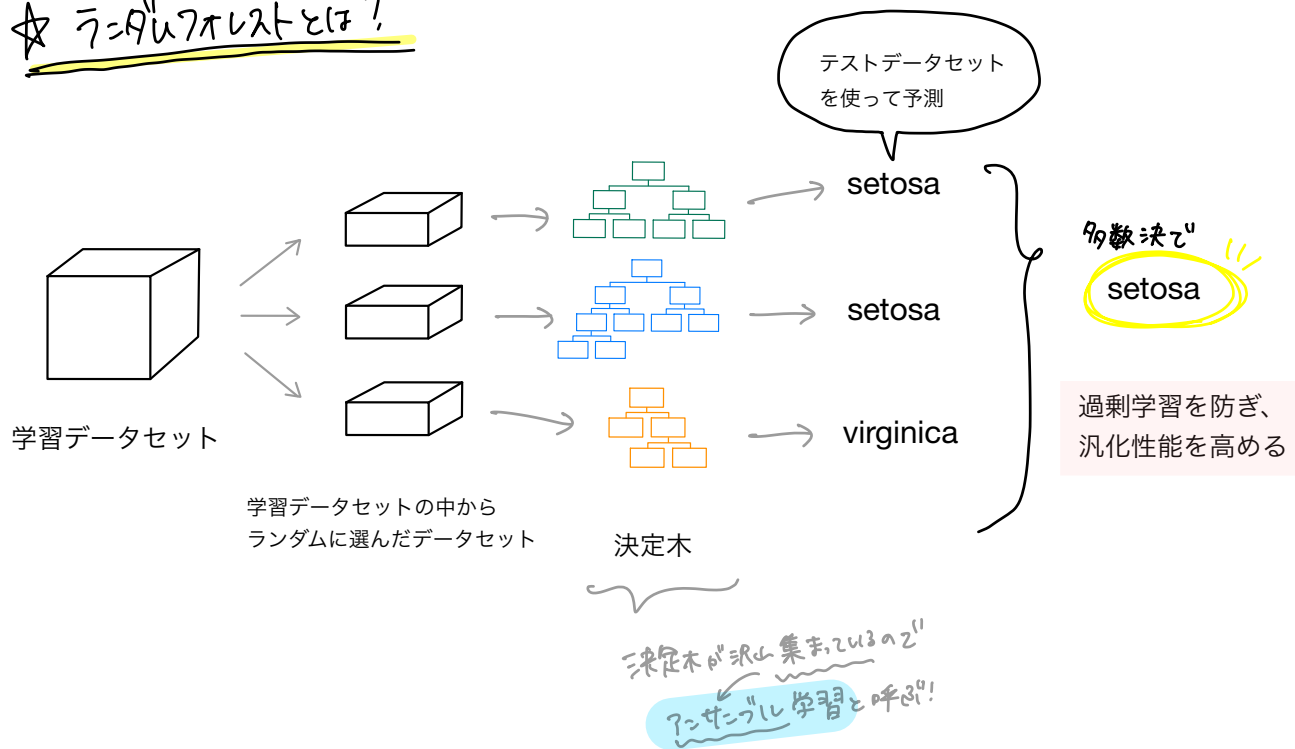 ☆ ランダムフォレストとは?
テストデータセット
を使って予測
setosa
setosa
virginica
多数決で
setosa
過剰学習を防ぎ、
汎化性能を高める
学習データセット
学習データセットの中から
ランダムに選んだデータセット
決定木
決定木が沢山集まっているので
アンサンブル学習と呼ぶ!